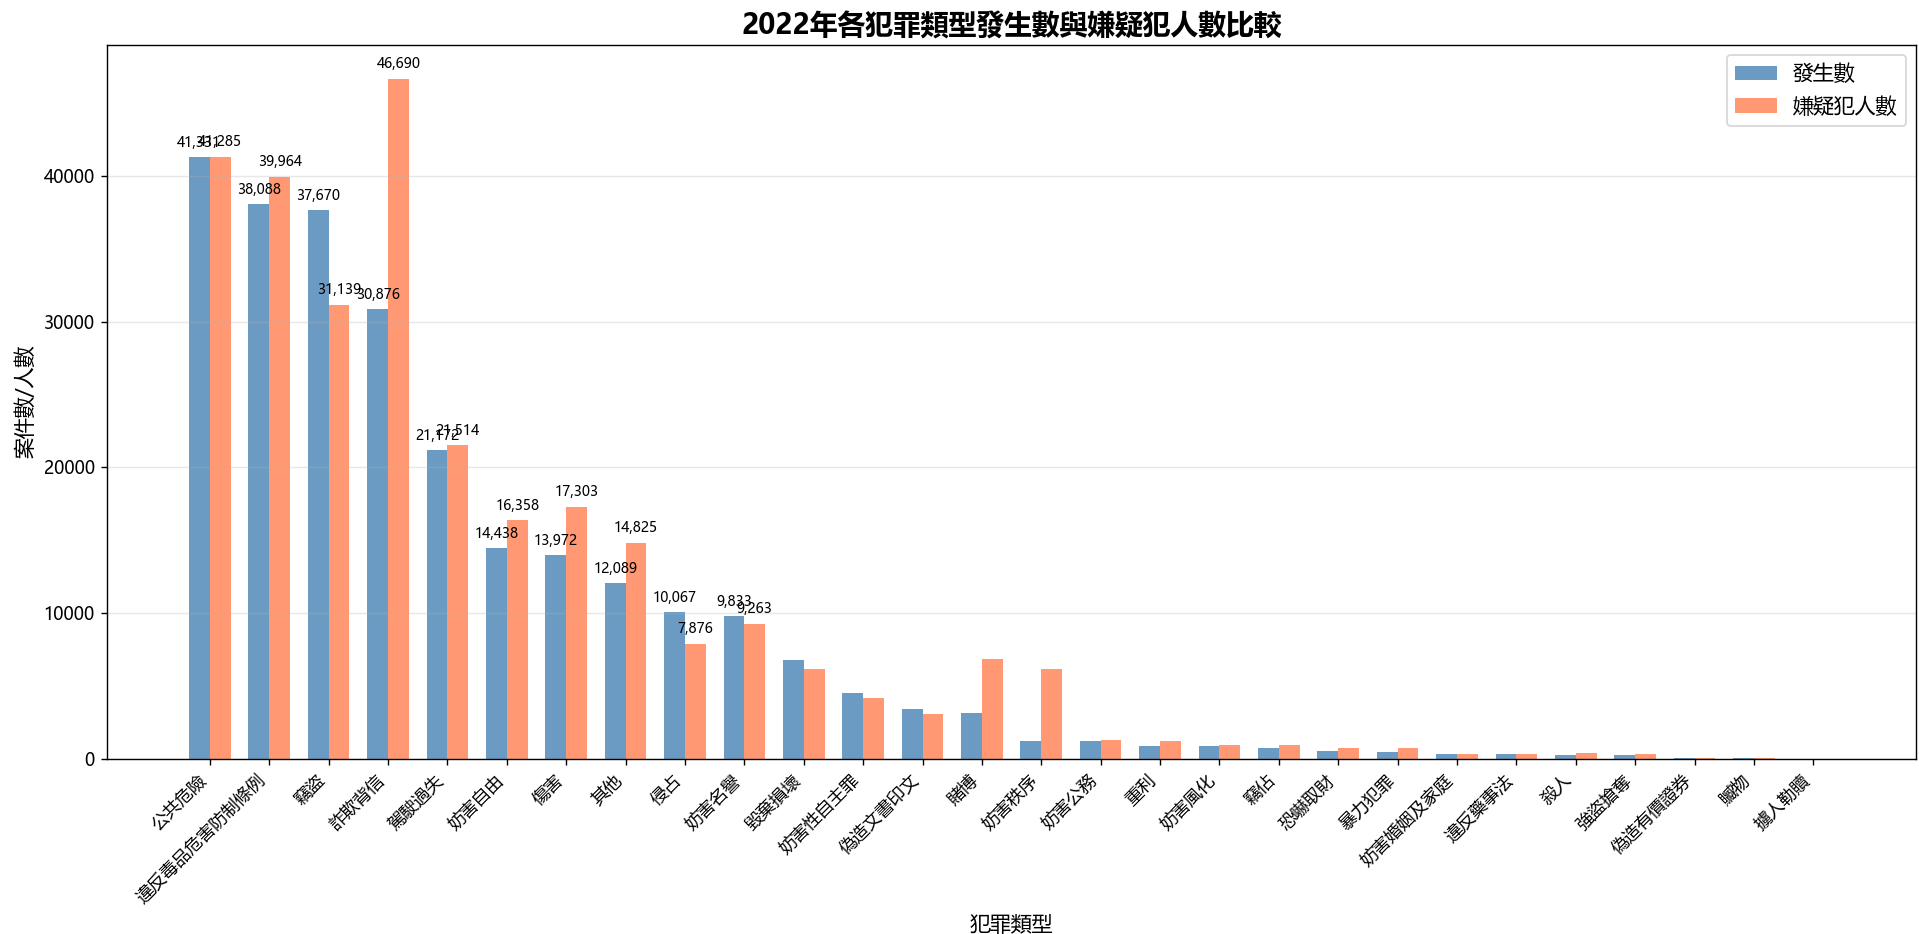 2022年各犯罪類型發生數與嫌疑犯人數比較
發生數
嫌疑犯人數
案件數/人數
40000
30000
20000
10000
0
41,331
41,285
38,088
39,964
37,670
31,139
30,876
46,690
21,172
21,514
14,438
16,358
13,972
17,303
12,089
14,825
10,067
7,876
9,833
9,263
公共危險
違反毒品危害防制條例
竊盜
詐欺背信
駕駛過失
妨害自由
傷害
其他
侵占
妨害名譽
毀棄損壞
妨害性自主罪
偽造文書印文
賭博
妨害秩序
妨害公務
重利
妨害風化
竊佔
恐嚇取財
暴力犯罪
妨害婚姻及家庭
違反藥事法
殺人
強盜搶奪
偽造有價證券
贓物
擄人勒贖
犯罪類型